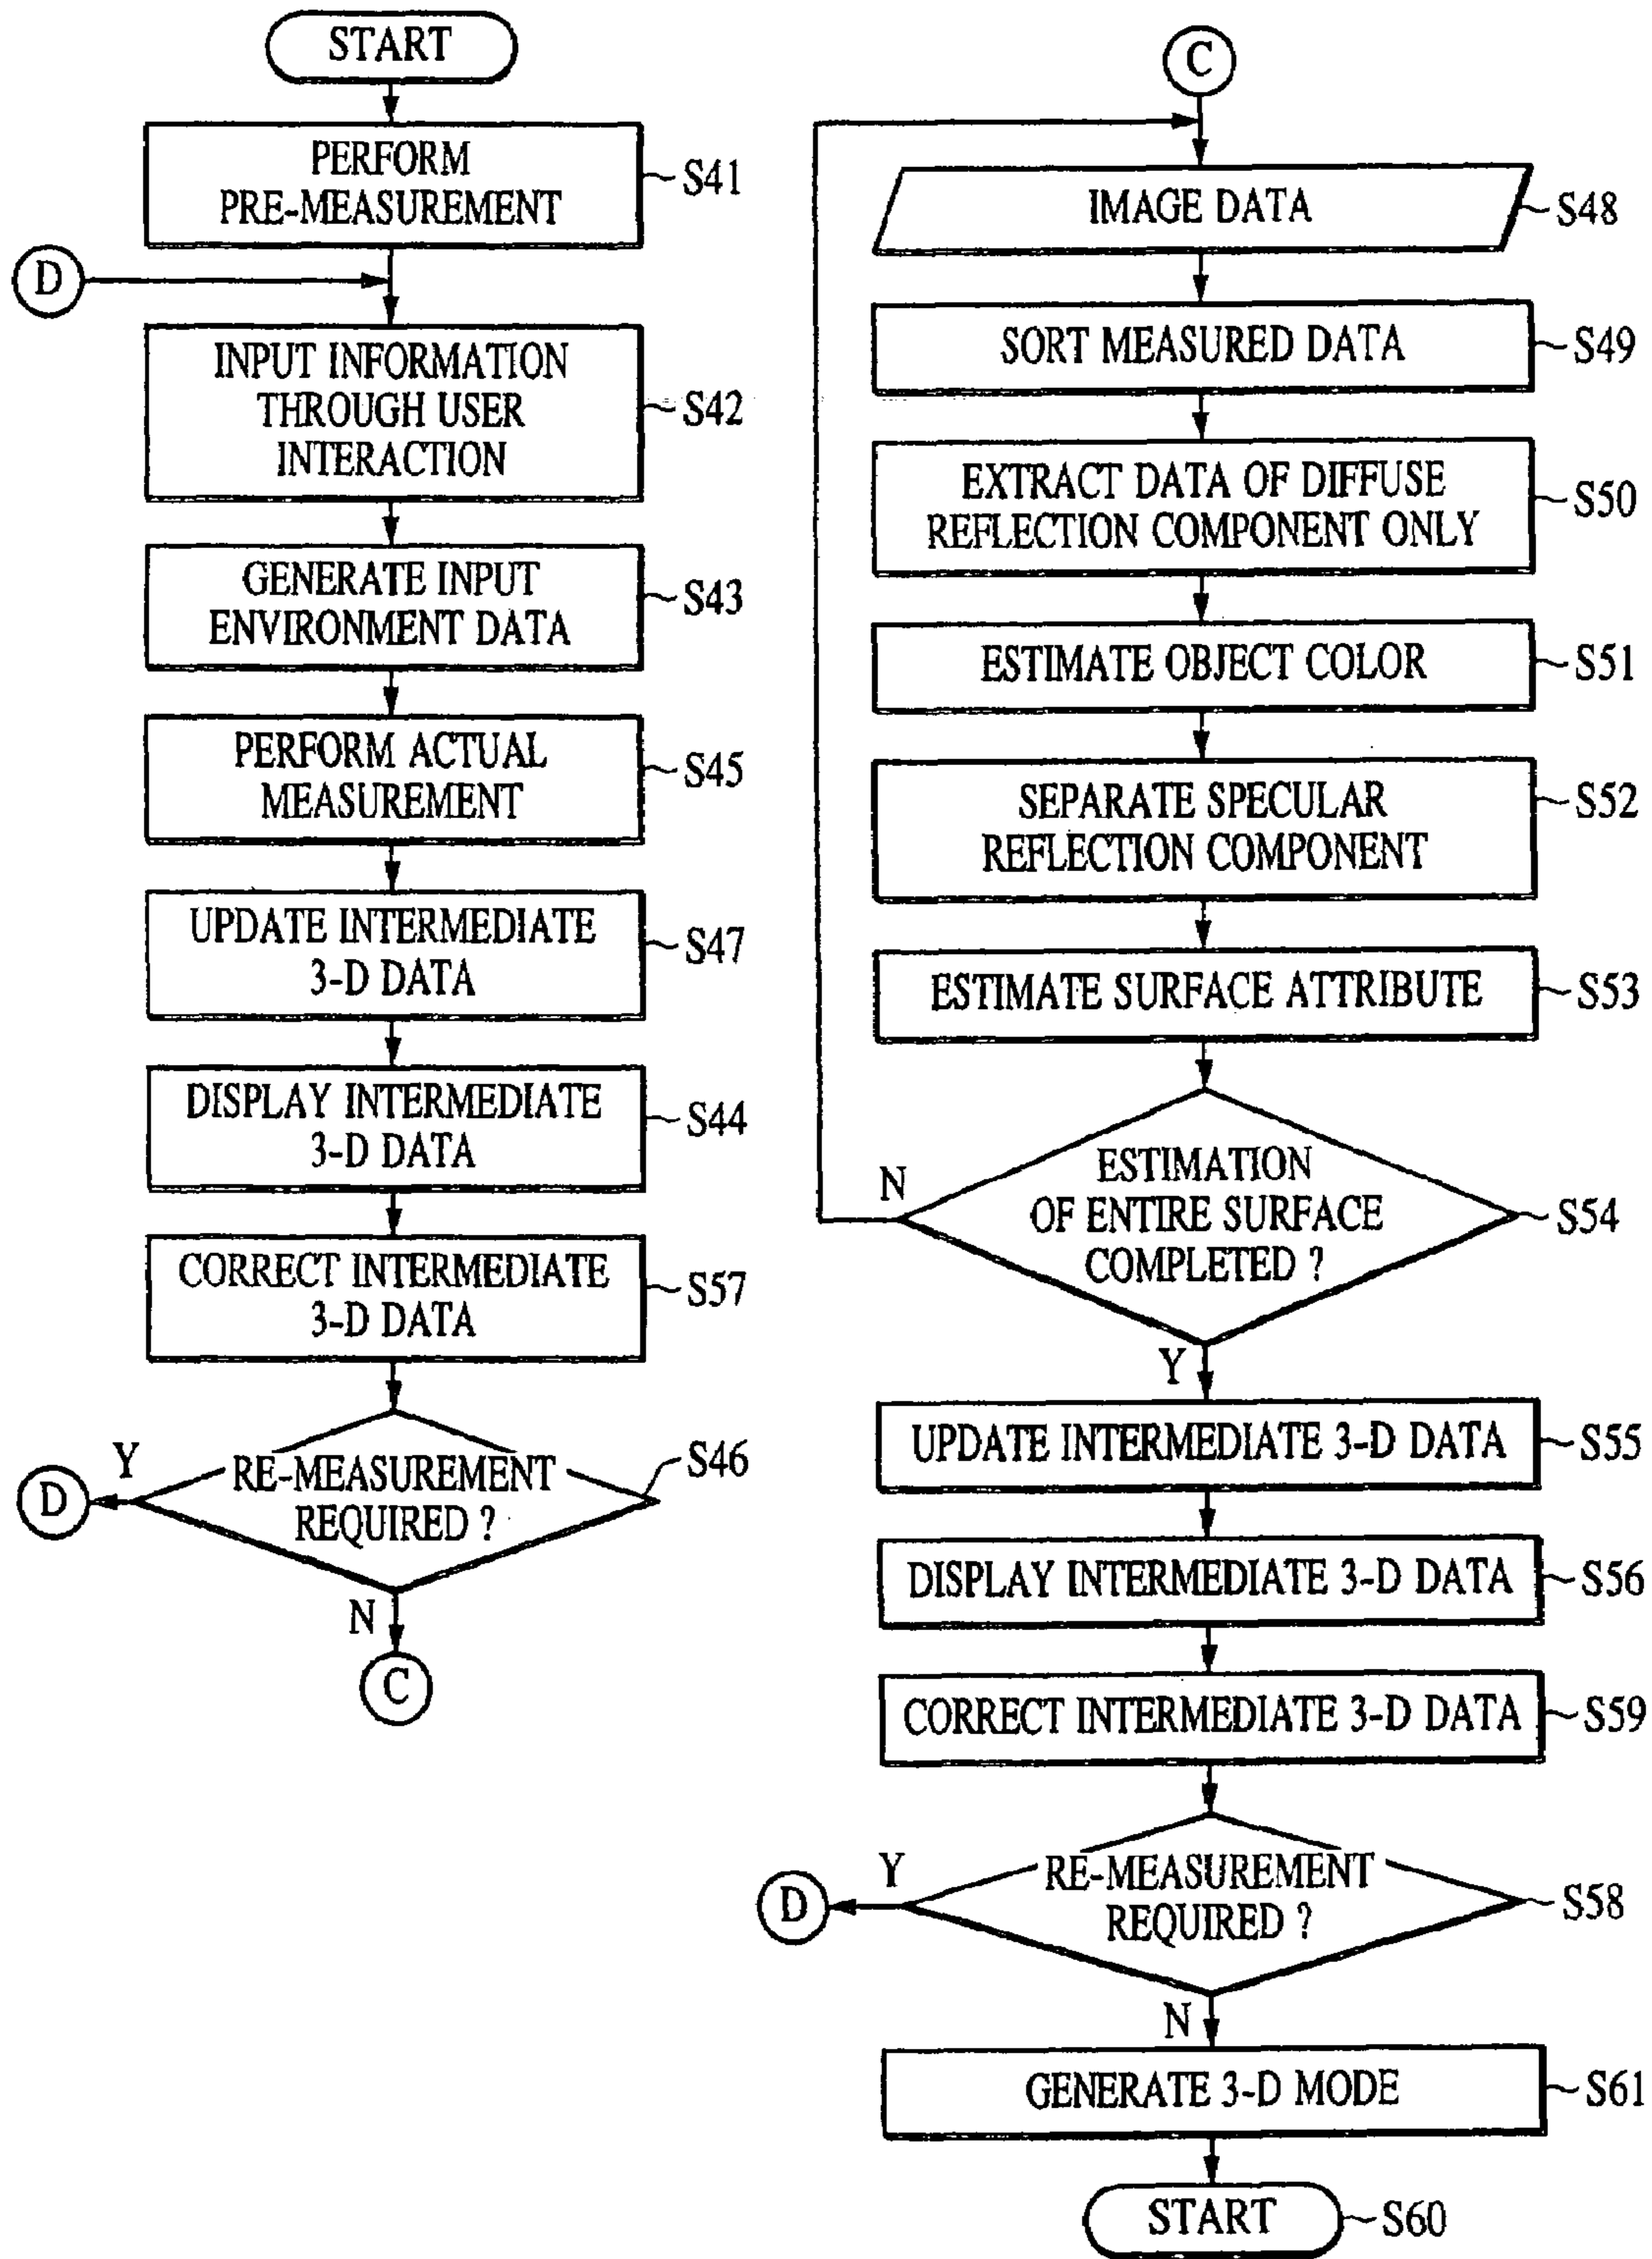 START
PERFORM
PRE-MEASUREMENT
S41
D
INPUT INFORMATION
THROUGH USER
INTERACTION
S42
GENERATE INPUT
ENVIRONMENT DATA
S43
PERFORM ACTUAL
MEASUREMENT
S45
UPDATE INTERMEDIATE
3-D DATA
S47
DISPLAY INTERMEDIATE
3-D DATA
S44
CORRECT INTERMEDIATE
3-D DATA
S57
RE-MEASUREMENT
REQUIRED ?
S46
Y
D
N
C
C
IMAGE DATA
S48
SORT MEASURED DATA
S49
EXTRACT DATA OF DIFFUSE
REFLECTION COMPONENT ONLY
S50
ESTIMATE OBJECT COLOR
S51
SEPARATE SPECULAR
REFLECTION COMPONENT
S52
ESTIMATE SURFACE ATTRIBUTE
S53
ESTIMATION
OF ENTIRE SURFACE
COMPLETED ?
S54
N
Y
UPDATE INTERMEDIATE 3-D DATA
S55
DISPLAY INTERMEDIATE 3-D DATA
S56
CORRECT INTERMEDIATE 3-D DATA
S59
RE-MEASUREMENT
REQUIRED ?
S58
Y
D
N
GENERATE 3-D MODE
S61
START
S60